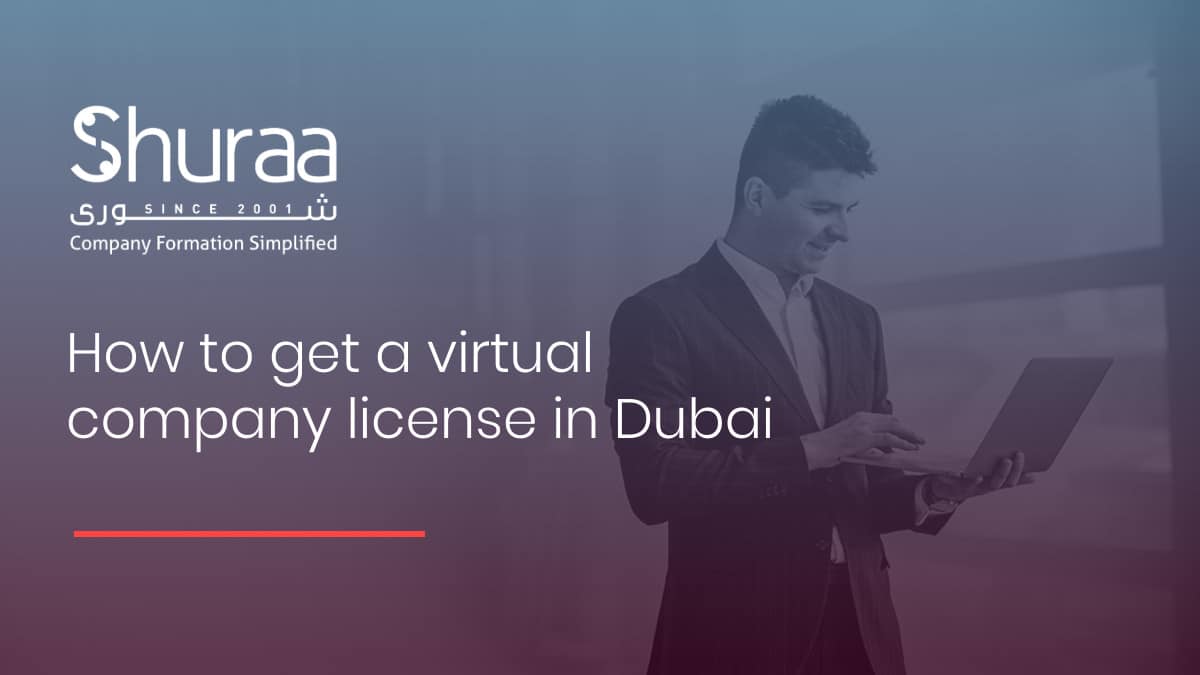 Shuraa
شورى
SINCE 2001
Company Formation Simplified
How to get a virtual
company license in Dubai